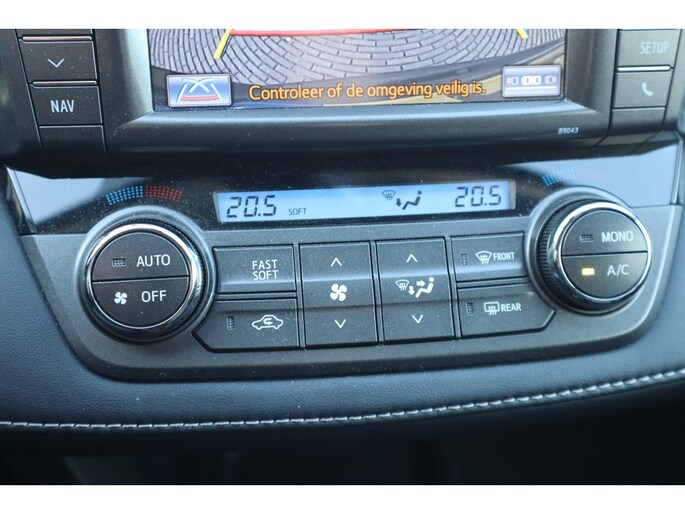 SETUP
NAV
Controleer of de omgeving veilig is.
B9043
20.5 SOFT 20.5
AUTO
OFF
FAST
SOFT
FRONT
REAR
MONO
A/C